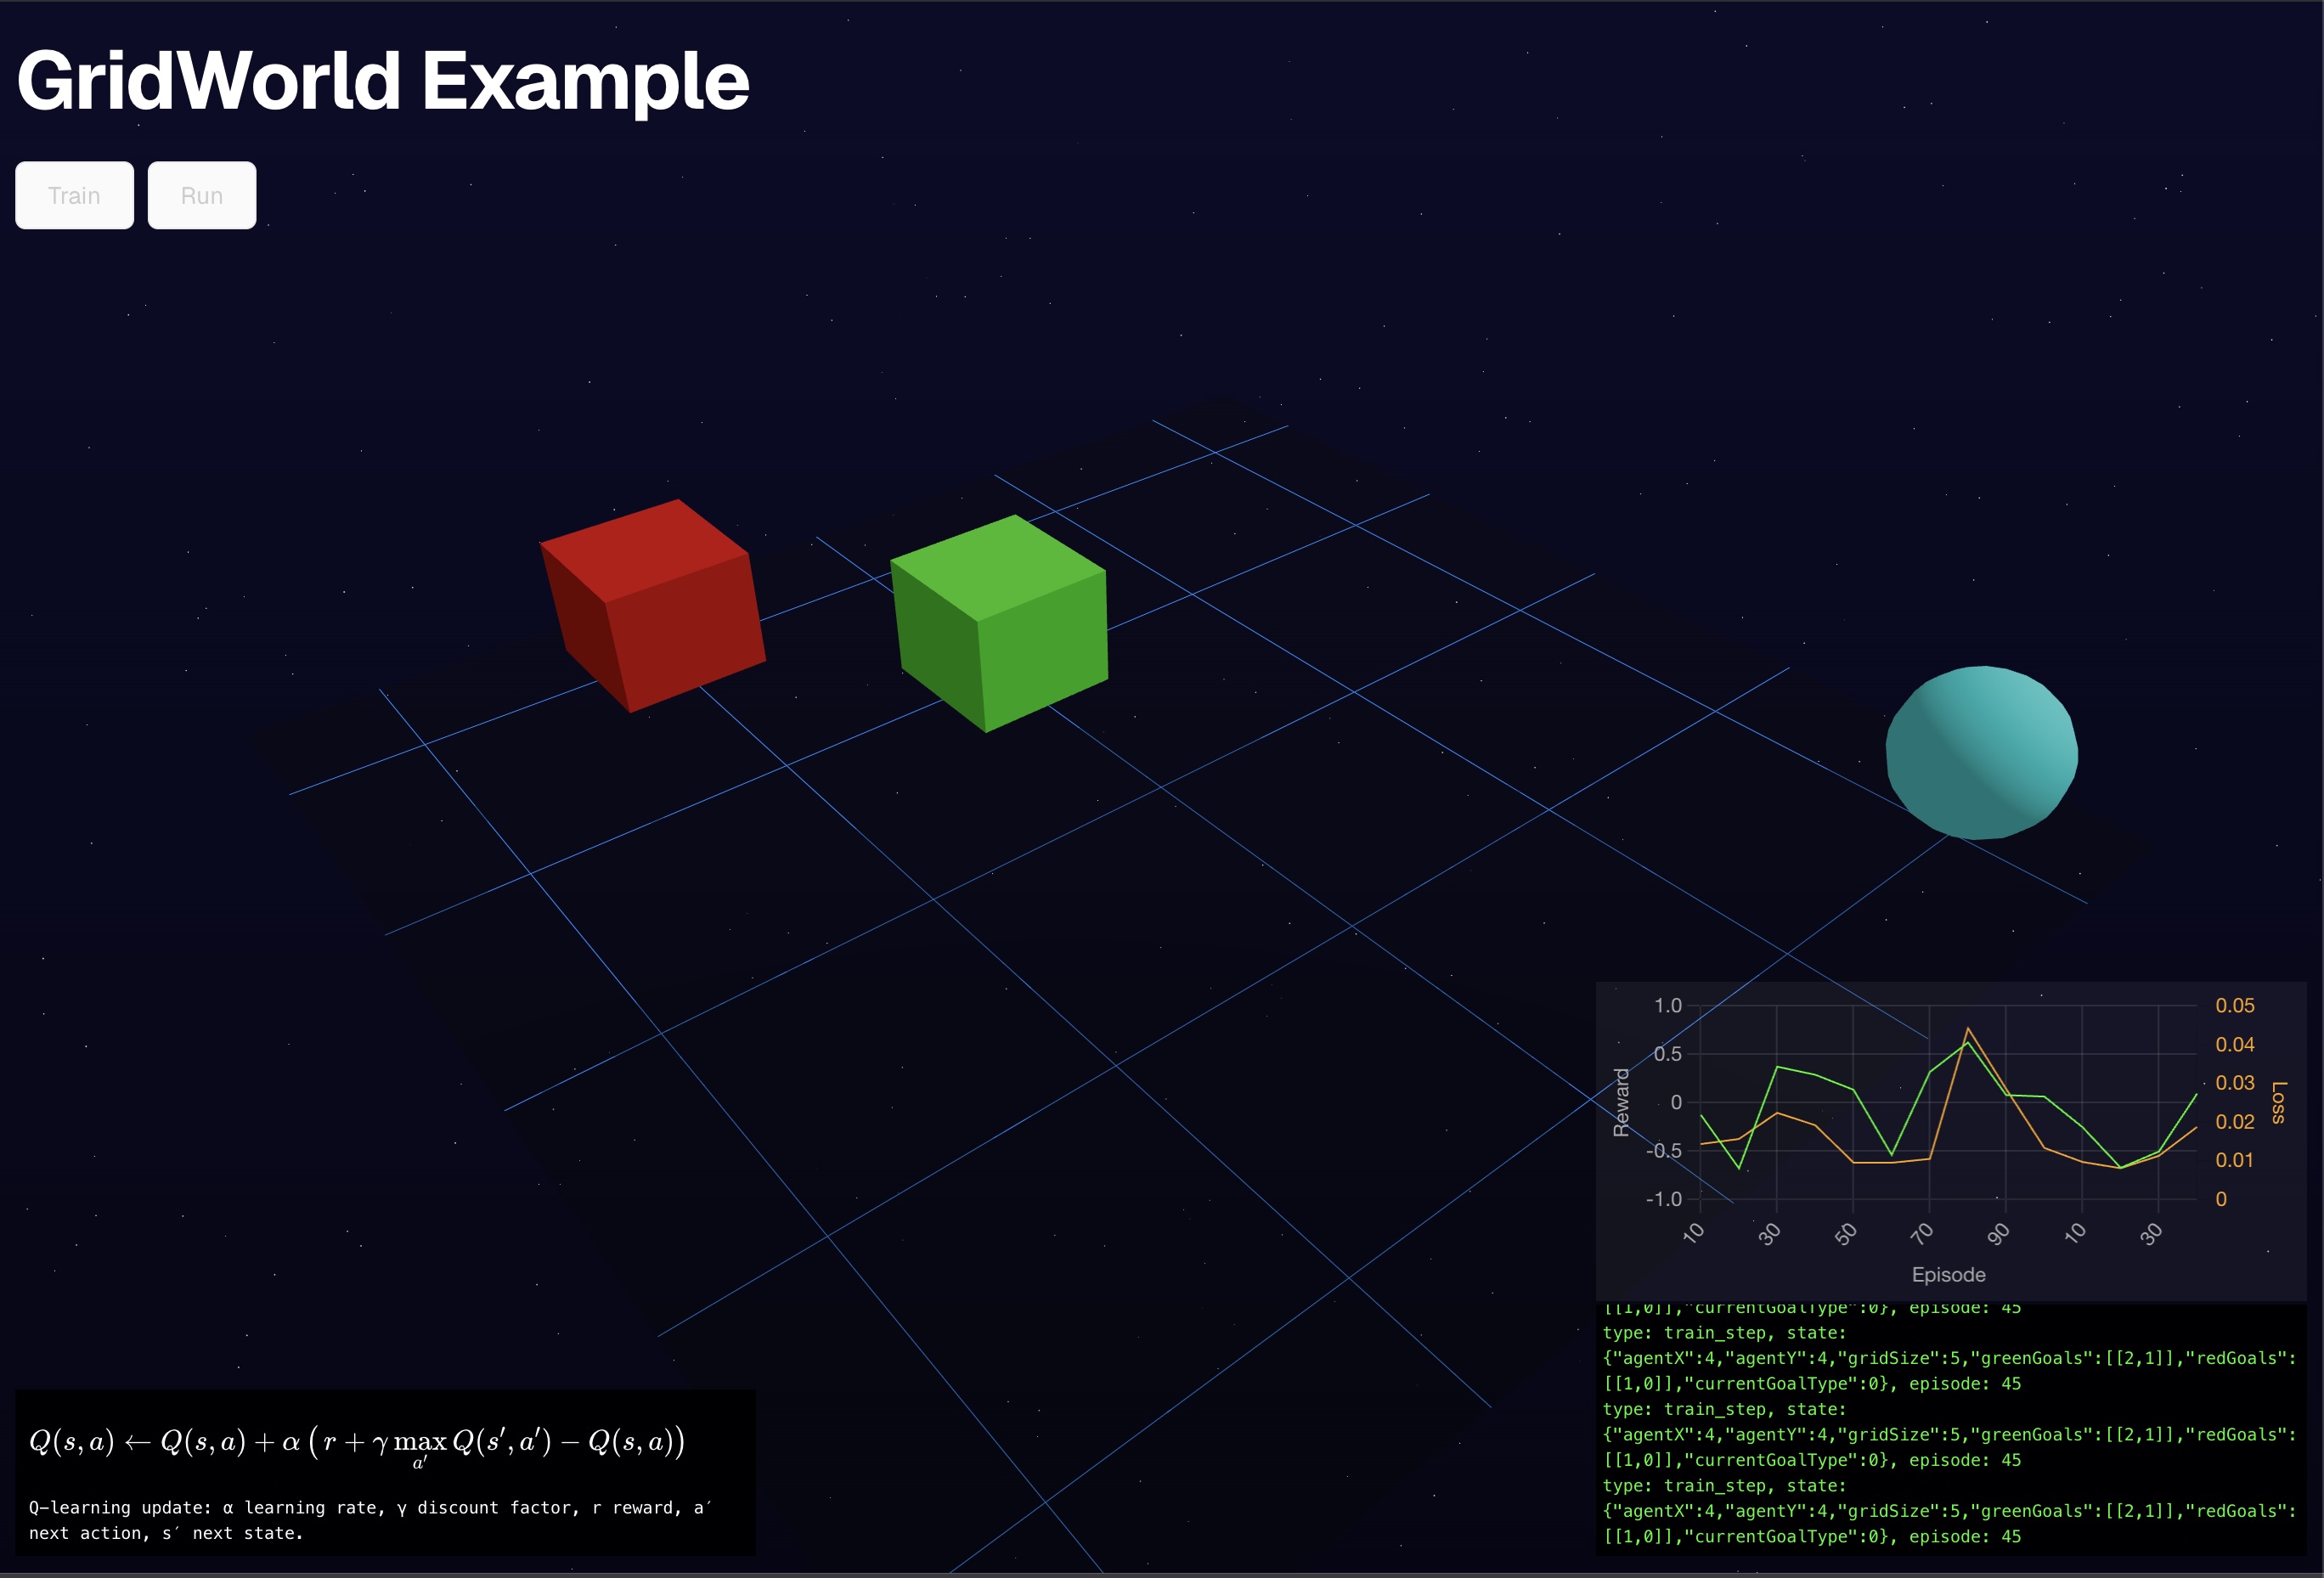 GridWorld Example
Train
Run
1.0
0.5
0
-0.5
-1.0
Reward
0.05
0.04
0.03
0.02
0.01
0
Loss
10
30
50
70
90
10
30
Episode
[[1,0]],"currentGoalType":0}, episode: 45
type: train_step, state:
{"agentX":4,"agentY":4,"gridSize":5,"greenGoals":[[2,1]],"redGoals":
[[1,0]],"currentGoalType":0}, episode: 45
type: train_step, state:
{"agentX":4,"agentY":4,"gridSize":5,"greenGoals":[[2,1]],"redGoals":
[[1,0]],"currentGoalType":0}, episode: 45
type: train_step, state:
{"agentX":4,"agentY":4,"gridSize":5,"greenGoals":[[2,1]],"redGoals":
[[1,0]],"currentGoalType":0}, episode: 45
Q(s, a) ← Q(s, a) + α (r + γ max_{a′} Q(s′, a′) − Q(s, a))
Q-learning update: α learning rate, γ discount factor, r reward, a′
next action, s′ next state.